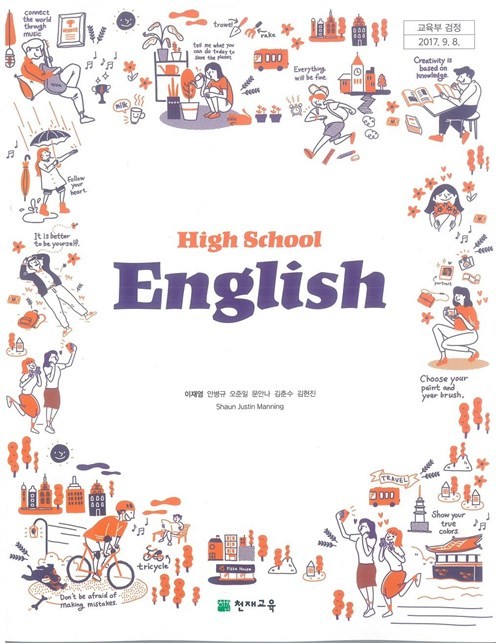 connect
the world
through
music
tell me what you
can do today to
save the planet.
trowel
rake
교육부 검정
2017. 9. 8.
Everything
will be fine.
Creativity is
based on
knowledge.
milk
Follow
your
heart.
It is better
to be yourself.
High School
English
portrait
Choose your
paint and
your brush.
이재영 안병규 오준일 문안나 김춘수 김현진
Shaun Justin Manning
TRAVEL
Show your
true
colors.
Pizza House
tricycle
Don't be afraid of
making mistakes.
천재교육